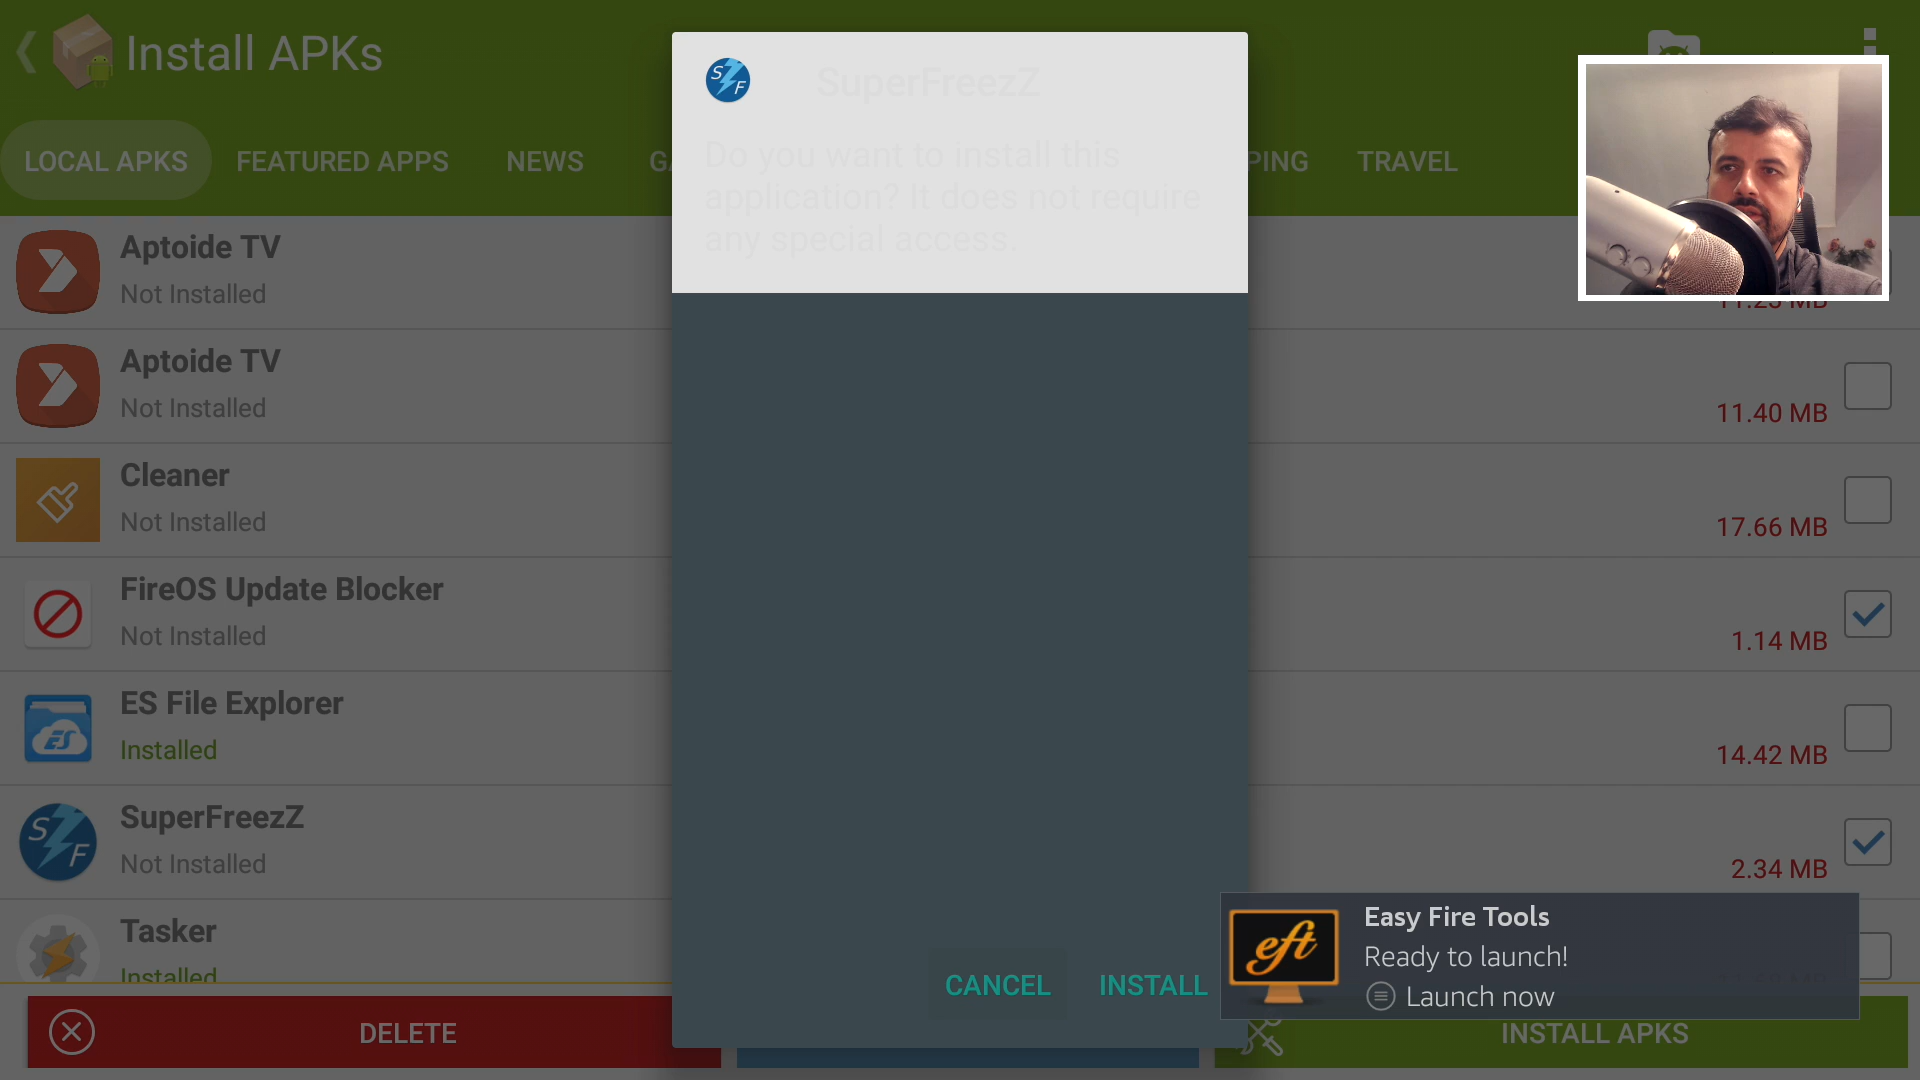 Install APKs
LOCAL APKS
FEATURED APPS
NEWS
GA
PING
TRAVEL
SuperFreezZ
Do you want to install this
application? It does not require
any special access.
Aptoide TV
Not Installed
Aptoide TV
Not Installed
11.40 MB
Cleaner
Not Installed
17.66 MB
FireOS Update Blocker
Not Installed
1.14 MB
ES File Explorer
Installed
14.42 MB
SuperFreezZ
Not Installed
2.34 MB
Tasker
Installed
CANCEL
INSTALL
eft
Easy Fire Tools
Ready to launch!
Launch now
DELETE
INSTALL APKS